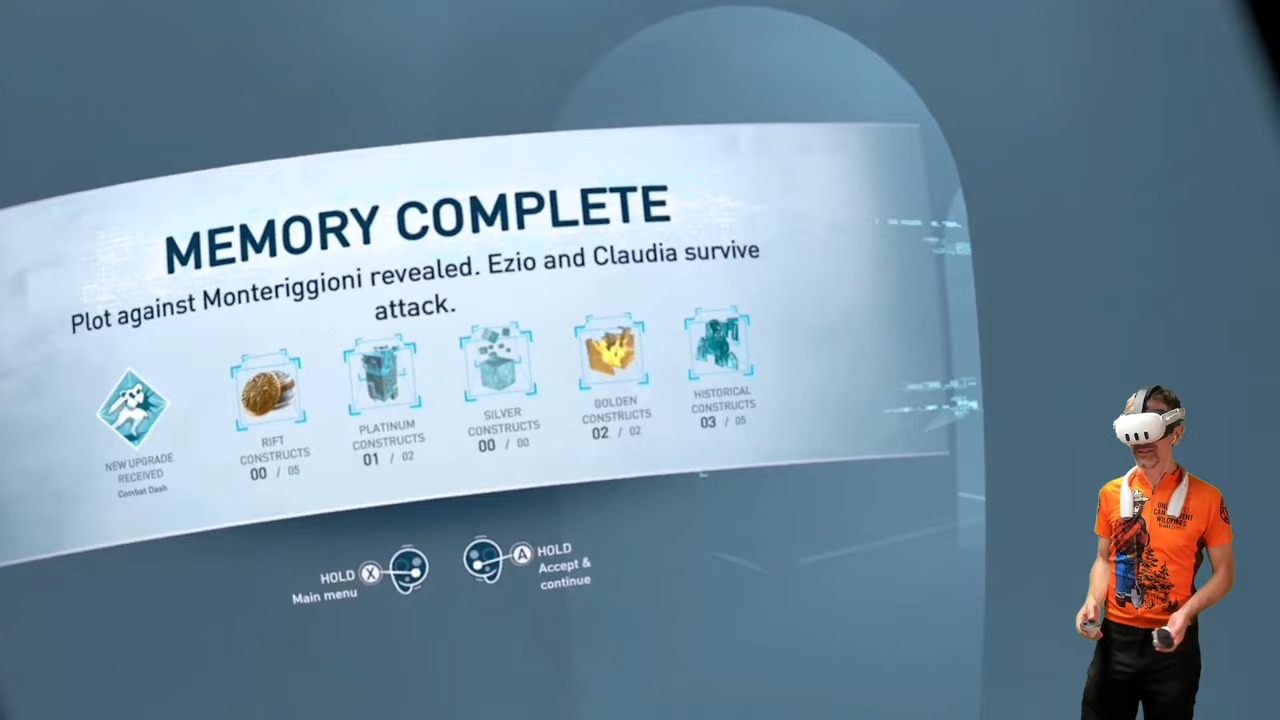 MEMORY COMPLETE
Plot against Monteriggioni revealed. Ezio and Claudia survive
attack.
NEW UPGRADE
RECEIVED
Combat Dash
RIFT
CONSTRUCTS
00 / 05
PLATINUM
CONSTRUCTS
01 / 02
SILVER
CONSTRUCTS
00 / 00
GOLDEN
CONSTRUCTS
02 / 02
HISTORICAL
CONSTRUCTS
03 / 05
HOLD X
Main menu
A HOLD
Accept &
continue
WILDFIRES